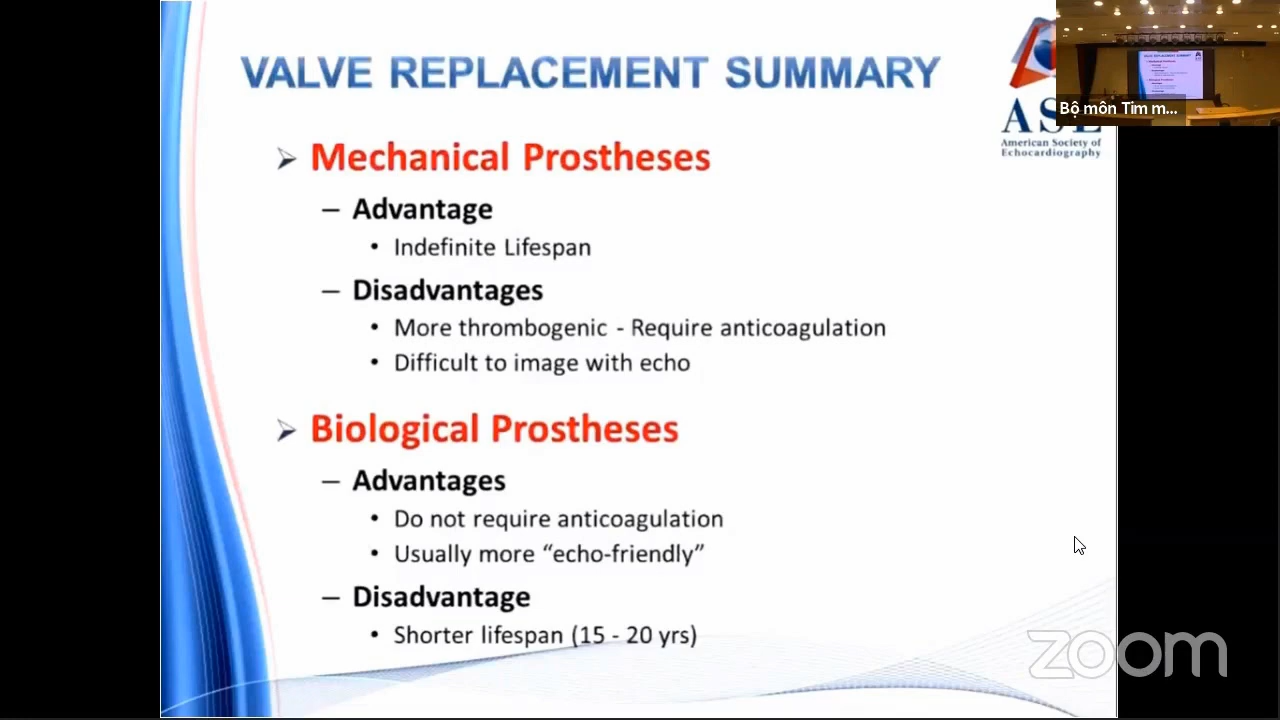 VALVE REPLACEMENT SUMMARY
Bộ môn Tim m...
American Society of
Echocardiography
➢ Mechanical Prostheses
– Advantage
• Indefinite Lifespan
– Disadvantages
• More thrombogenic - Require anticoagulation
• Difficult to image with echo
➢ Biological Prostheses
– Advantages
• Do not require anticoagulation
• Usually more “echo-friendly”
– Disadvantage
• Shorter lifespan (15 - 20 yrs)
zoom